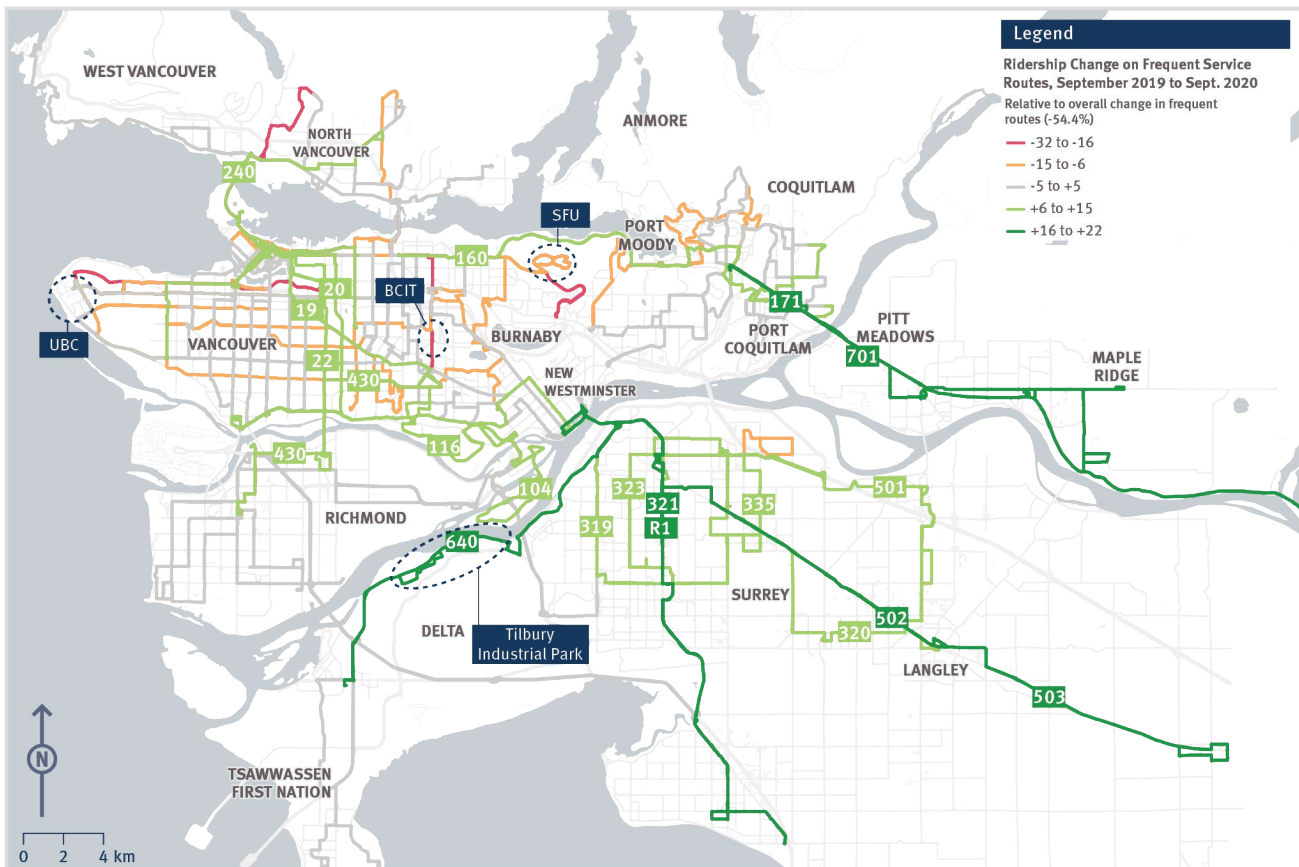 Legend
Ridership Change on Frequent Service
Routes, September 2019 to Sept. 2020
Relative to overall change in frequent
routes (-54.4%)
-32 to -16
-15 to -6
-5 to +5
+6 to +15
+16 to +22
WEST VANCOUVER
NORTH
VANCOUVER
ANMORE
COQUITLAM
240
SFU
PORT
MOODY
160
BCIT
20
19
171
UBC
VANCOUVER
BURNABY
PORT
COQUITLAM
PITT
MEADOWS
701
MAPLE
RIDGE
22
430
NEW
WESTMINSTER
430
116
104
323
321
R1
319
335
501
RICHMOND
640
SURREY
DELTA
Tilbury
Industrial Park
502
320
LANGLEY
503
N
TSAWWASSEN
FIRST NATION
0 2 4 km